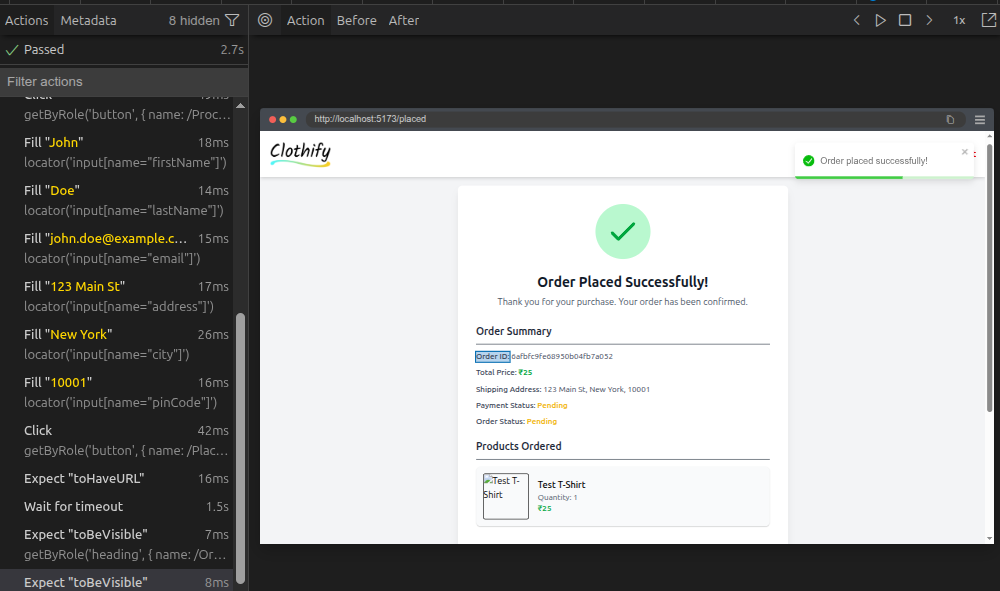 Actions Metadata 8 hidden
Action Before After
1x
Passed 2.7s
Filter actions
Click
getByRole('button', { name: /Proc…
Fill "John" 18ms
locator('input[name="firstName"]')
Fill "Doe" 14ms
locator('input[name="lastName"]')
Fill "john.doe@example.c… 15ms
locator('input[name="email"]')
Fill "123 Main St" 17ms
locator('input[name="address"]')
Fill "New York" 26ms
locator('input[name="city"]')
Fill "10001" 16ms
locator('input[name="pinCode"]')
Click 42ms
getByRole('button', { name: /Plac…
Expect "toHaveURL" 16ms
Wait for timeout 1.5s
Expect "toBeVisible" 7ms
getByRole('heading', { name: /Or…
Expect "toBeVisible" 8ms
http://localhost:5173/placed
Clothify
Order placed successfully!
Order Placed Successfully!
Thank you for your purchase. Your order has been confirmed.
Order Summary
Order ID: 6afbfc9fe68950b04fb7a052
Total Price: ₹25
Shipping Address: 123 Main St, New York, 10001
Payment Status: Pending
Order Status: Pending
Products Ordered
Test T-
Shirt
Test T-Shirt
Quantity: 1
₹25